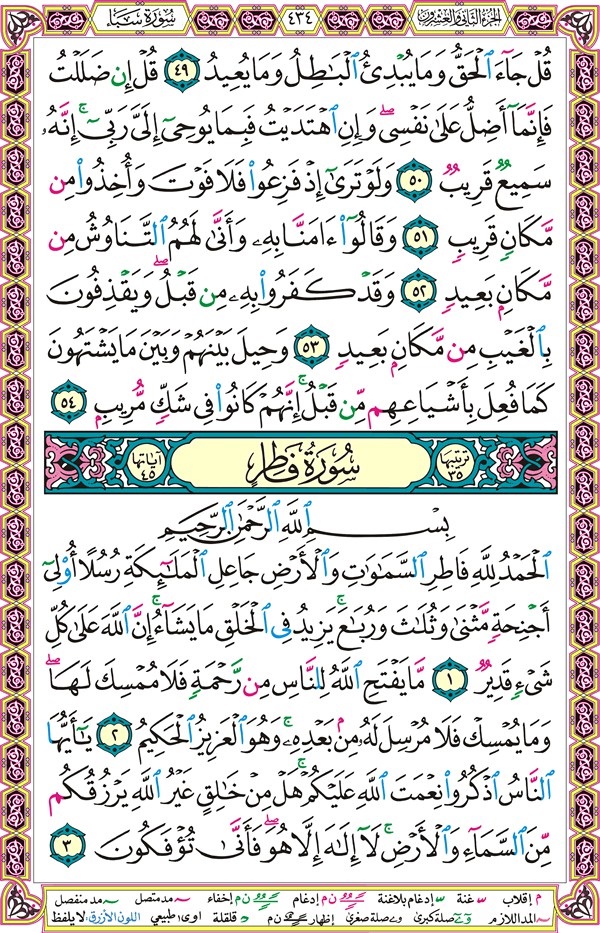 الجزء الثاني والعشرون ٤٣٤ سورة سبإ
قُلْ جَآءَ ٱلْحَقُّ وَمَا يُبْدِئُ ٱلْبَٰطِلُ وَمَا يُعِيدُ ٤٩ قُلْ إِن ضَلَلْتُ
فَإِنَّمَآ أَضِلُّ عَلَىٰ نَفْسِى ۖ وَإِنِ ٱهْتَدَيْتُ فَبِمَا يُوحِىٓ إِلَىَّ رَبِّىٓ ۚ إِنَّهُۥ
سَمِيعٌ قَرِيبٌ ٥٠ وَلَوْ تَرَىٰٓ إِذْ فَزِعُوا۟ فَلَا فَوْتَ وَأُخِذُوا۟ مِن
مَّكَانٍ قَرِيبٍ ٥١ وَقَالُوٓا۟ ءَامَنَّا بِهِۦ وَأَنَّىٰ لَهُمُ ٱلتَّنَاوُشُ مِن
مَّكَانٍۭ بَعِيدٍ ٥٢ وَقَدْ كَفَرُوا۟ بِهِۦ مِن قَبْلُ ۖ وَيَقْذِفُونَ
بِٱلْغَيْبِ مِن مَّكَانٍۭ بَعِيدٍ ٥٣ وَحِيلَ بَيْنَهُمْ وَبَيْنَ مَا يَشْتَهُونَ
كَمَا فُعِلَ بِأَشْيَاعِهِم مِّن قَبْلُ ۚ إِنَّهُمْ كَانُوا۟ فِى شَكٍّ مُّرِيبٍۭ ٥٤
ترتيبها ٣٥ سورة فاطر آياتها ٤٥
بِسْمِ ٱللَّهِ ٱلرَّحْمَٰنِ ٱلرَّحِيمِ
ٱلْحَمْدُ لِلَّهِ فَاطِرِ ٱلسَّمَٰوَٰتِ وَٱلْأَرْضِ جَاعِلِ ٱلْمَلَٰٓئِكَةِ رُسُلًا أُو۟لِىٓ
أَجْنِحَةٍ مَّثْنَىٰ وَثُلَٰثَ وَرُبَٰعَ ۚ يَزِيدُ فِى ٱلْخَلْقِ مَا يَشَآءُ ۚ إِنَّ ٱللَّهَ عَلَىٰ كُلِّ
شَىْءٍ قَدِيرٌ ١ مَّا يَفْتَحِ ٱللَّهُ لِلنَّاسِ مِن رَّحْمَةٍ فَلَا مُمْسِكَ لَهَا ۖ
وَمَا يُمْسِكْ فَلَا مُرْسِلَ لَهُۥ مِنۢ بَعْدِهِۦ ۚ وَهُوَ ٱلْعَزِيزُ ٱلْحَكِيمُ ٢ يَٰٓأَيُّهَا
ٱلنَّاسُ ٱذْكُرُوا۟ نِعْمَتَ ٱللَّهِ عَلَيْكُمْ ۚ هَلْ مِنْ خَٰلِقٍ غَيْرُ ٱللَّهِ يَرْزُقُكُم
مِّنَ ٱلسَّمَآءِ وَٱلْأَرْضِ ۚ لَآ إِلَٰهَ إِلَّا هُوَ ۖ فَأَنَّىٰ تُؤْفَكُونَ ٣
م إقلاب غنة إدغام بلاغنة ن م إدغام ن م إخفاء مد متصل مد منفصل
المد اللازم صلة كبرى صلة صغرى إظهار ن م قلقلة اوى طبيعي اللون الأزرق لا يلفظ